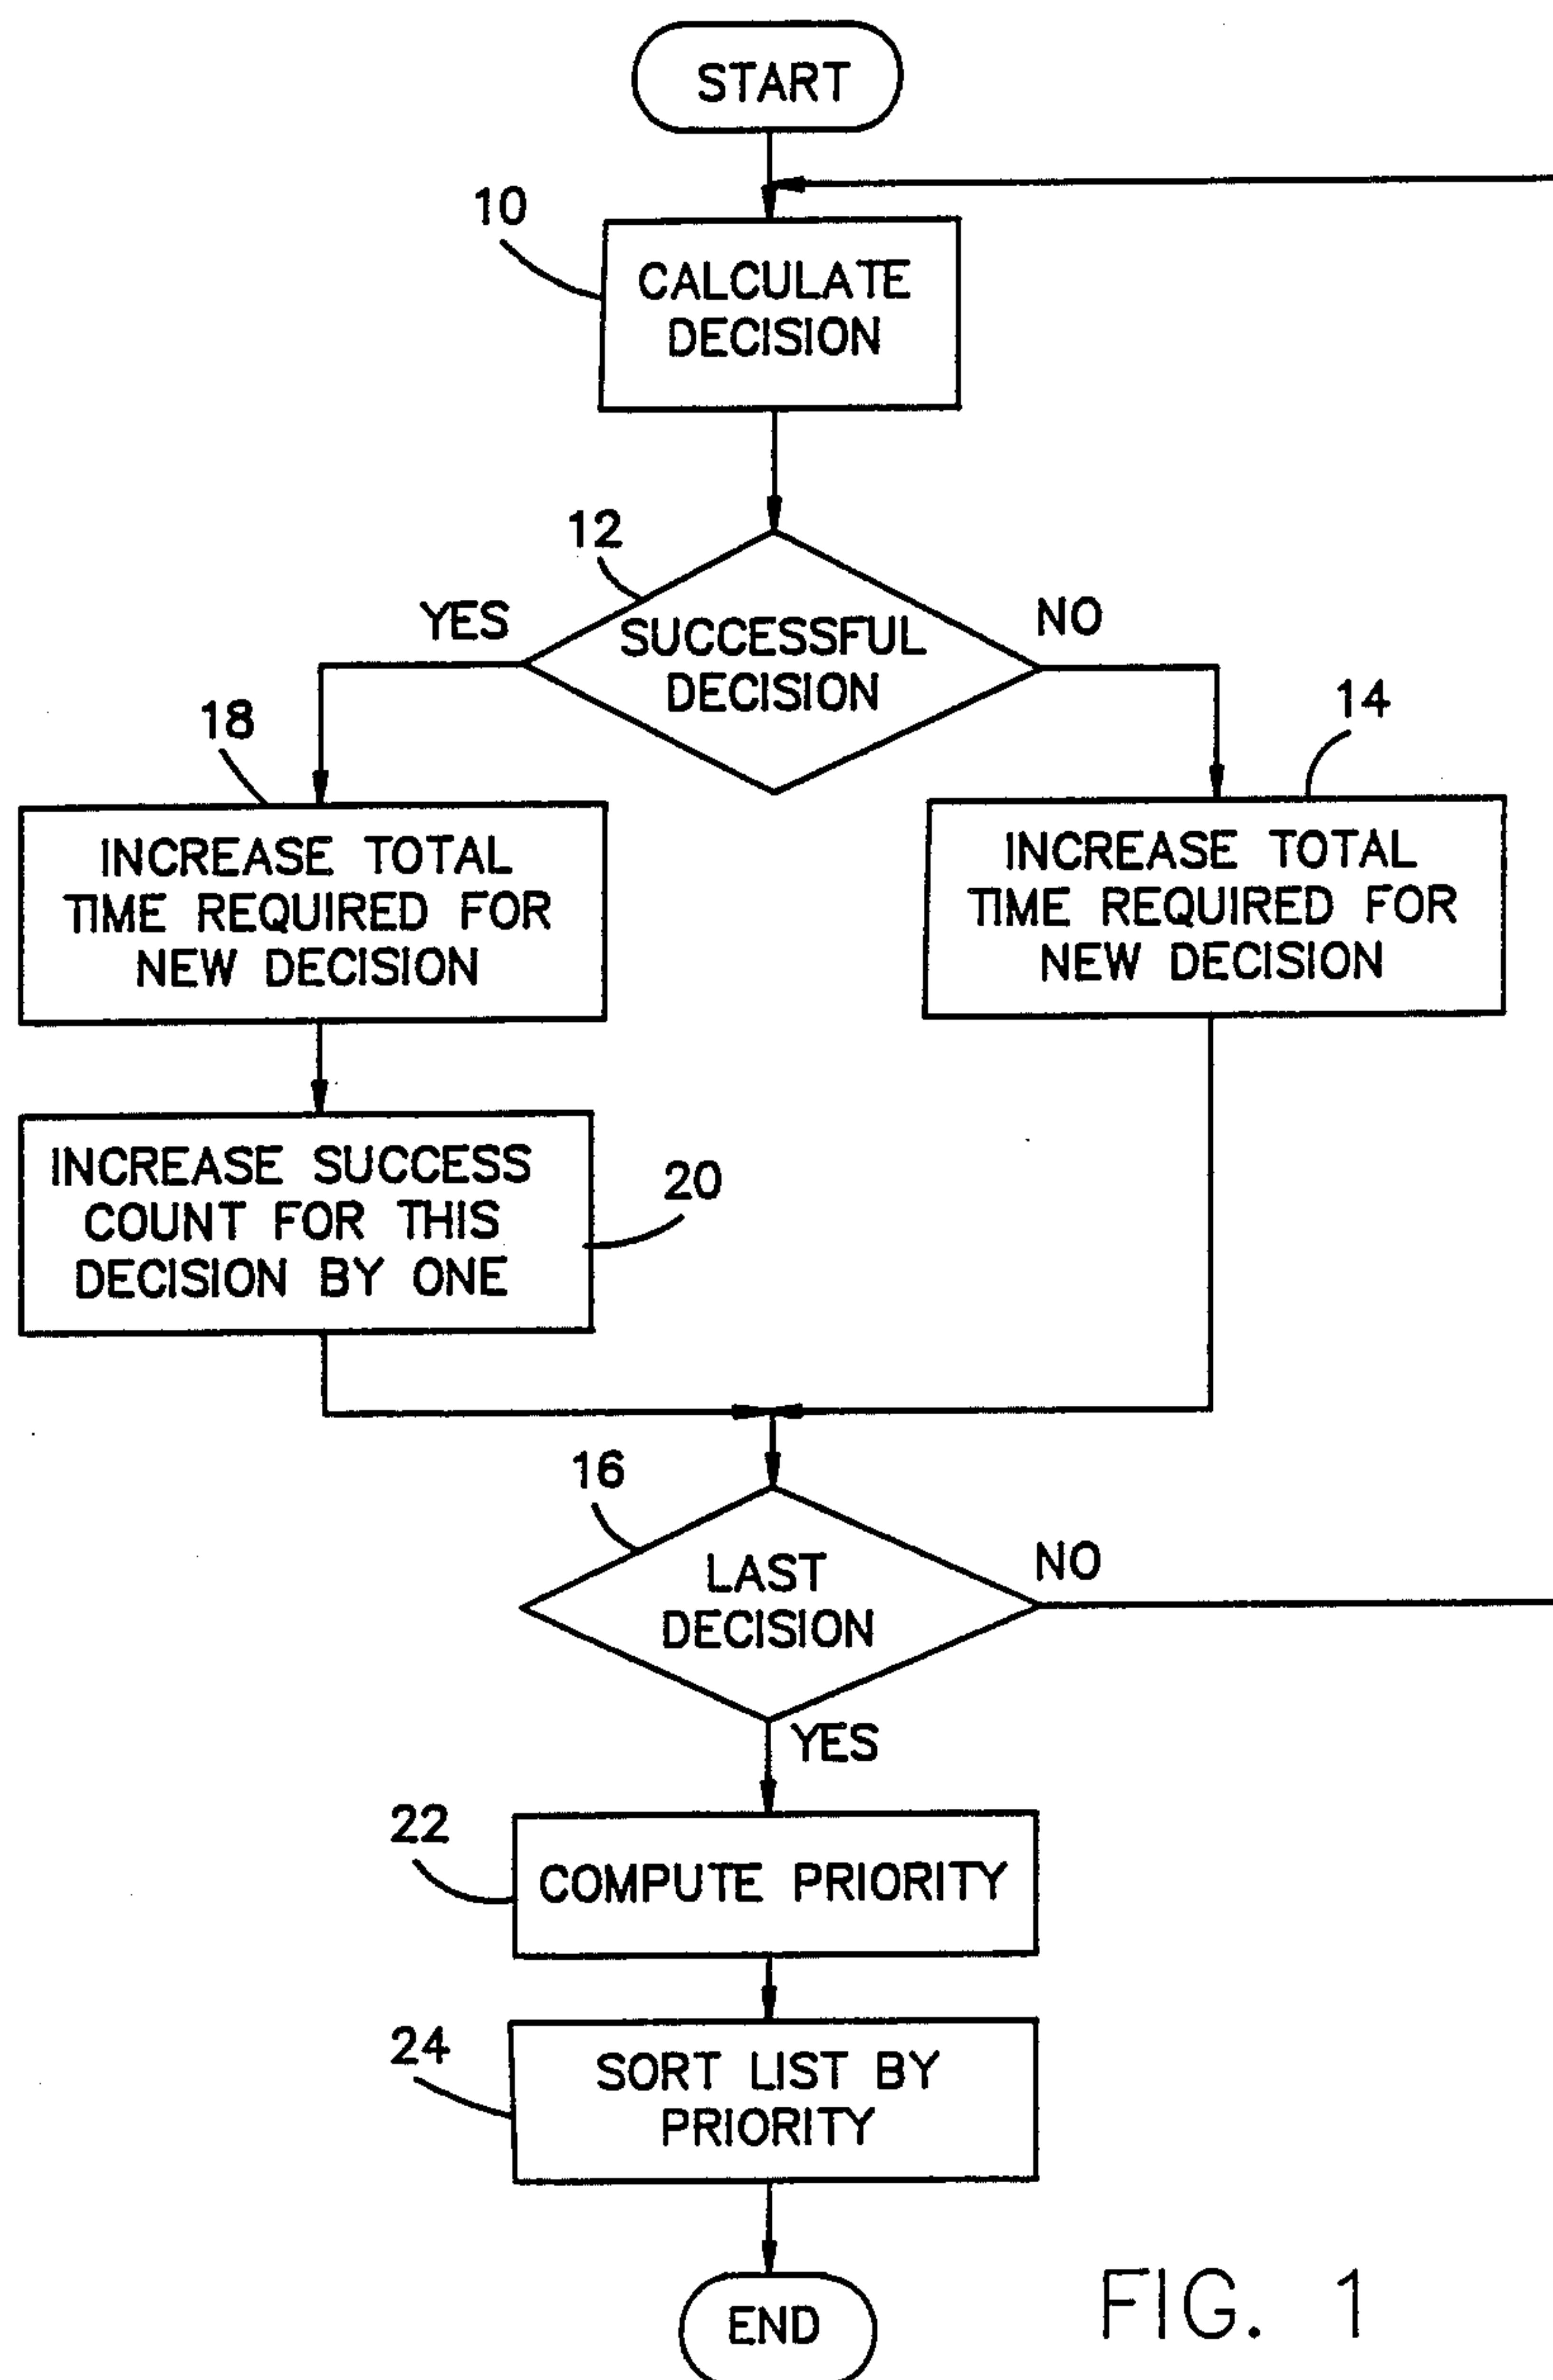 START
10
CALCULATE
DECISION
12
YES
SUCCESSFUL
DECISION
NO
18
14
INCREASE TOTAL
TIME REQUIRED FOR
NEW DECISION
INCREASE TOTAL
TIME REQUIRED FOR
NEW DECISION
INCREASE SUCCESS
COUNT FOR THIS
DECISION BY ONE
20
16
LAST
DECISION
NO
YES
22
COMPUTE PRIORITY
24
SORT LIST BY
PRIORITY
END
FIG. 1